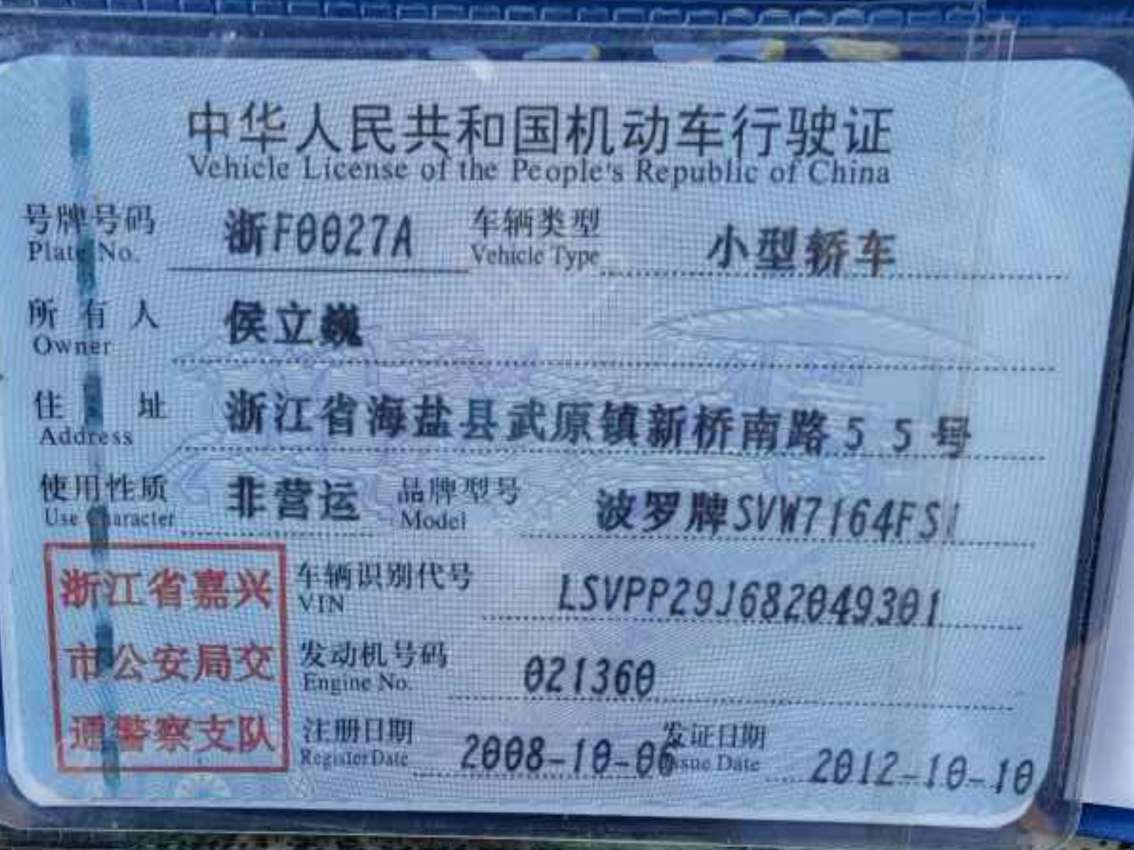 中华人民共和国机动车行驶证
Vehicle License of the People's Republic of China
号牌号码 浙F0027A 车辆类型 小型轿车
Plate No. Vehicle Type
所有人 侯立巍
Owner
住址 浙江省海盐县武原镇新桥南路55号
Address
使用性质 非营运 品牌型号 波罗牌SVW7164FSI
Use Character Model
浙江省嘉兴
市公安局交
通警察支队
车辆识别代号 LSVPP29J682049301
VIN
发动机号码 021360
Engine No.
注册日期 2008-10-06 发证日期 2012-10-10
Register Date Issue Date